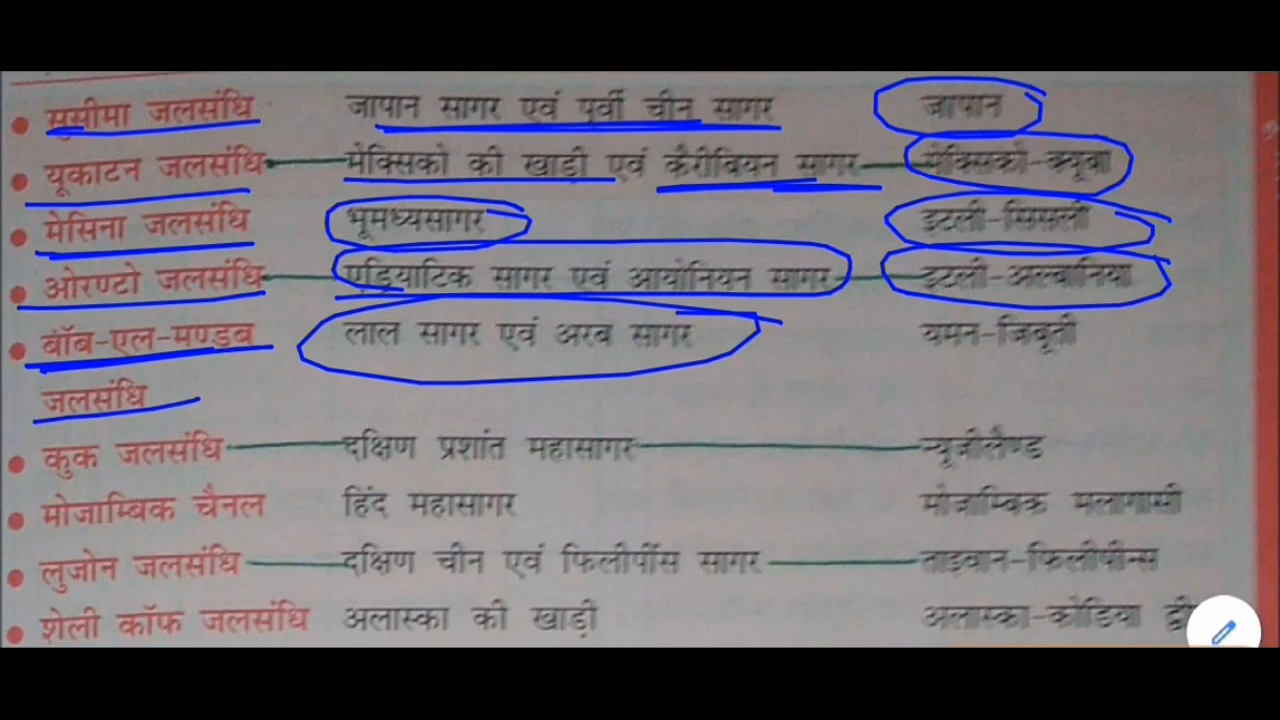 सुसीमा जलसंधि जापान सागर एवं पूर्वी चीन सागर जापान
यूकाटन जलसंधि मेक्सिको की खाड़ी एवं कैरीबियन सागर मेक्सिको-क्यूबा
मेसिना जलसंधि भूमध्यसागर इटली-सिसली
ओरण्टो जलसंधि एड्रियाटिक सागर एवं आयोनियन सागर इटली-अल्बानिया
बॉब-एल-मण्डब लाल सागर एवं अरब सागर यमन-जिबूती
जलसंधि
कुक जलसंधि दक्षिण प्रशांत महासागर न्यूजीलैण्ड
मोजाम्बिक चैनल हिंद महासागर मोजाम्बिक मलागासी
लुजोन जलसंधि दक्षिण चीन एवं फिलीपींस सागर ताइवान-फिलीपीन्स
शेली कॉफ जलसंधि अलास्का की खाड़ी अलास्का-कोडिया